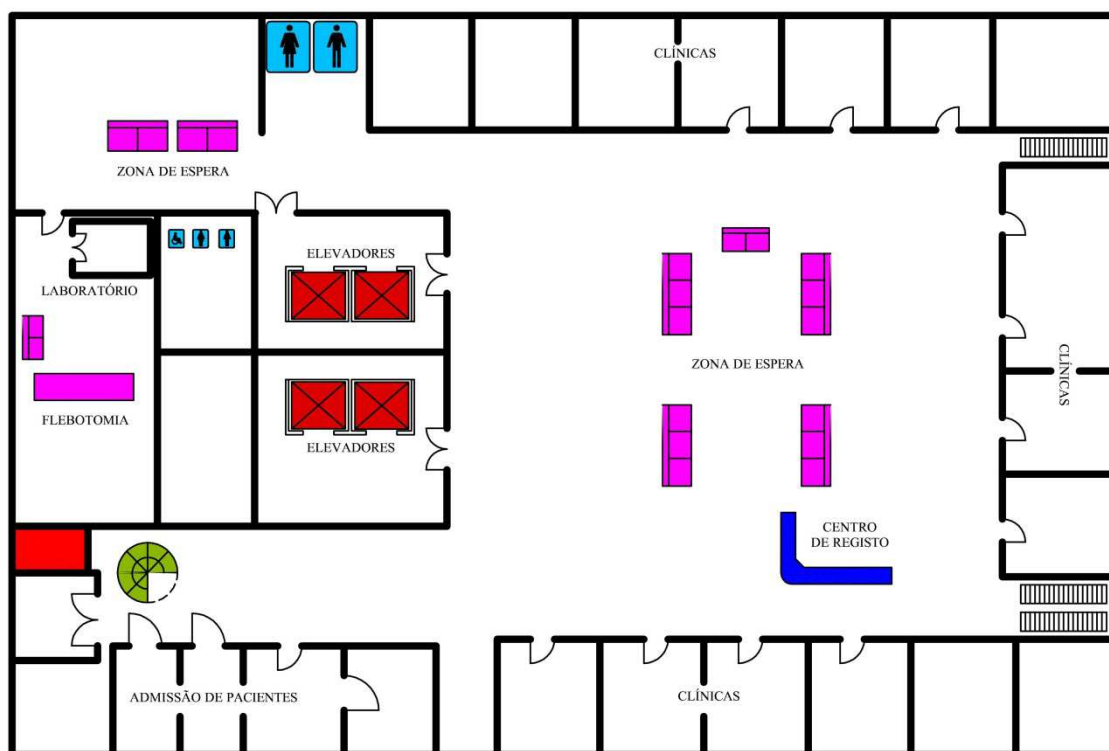 CLÍNICAS
ZONA DE ESPERA
ELEVADORES
LABORATÓRIO
ZONA DE ESPERA
CLÍNICAS
FLEBOTOMIA
ELEVADORES
CENTRO
DE REGISTO
ADMISSÃO DE PACIENTES
CLÍNICAS